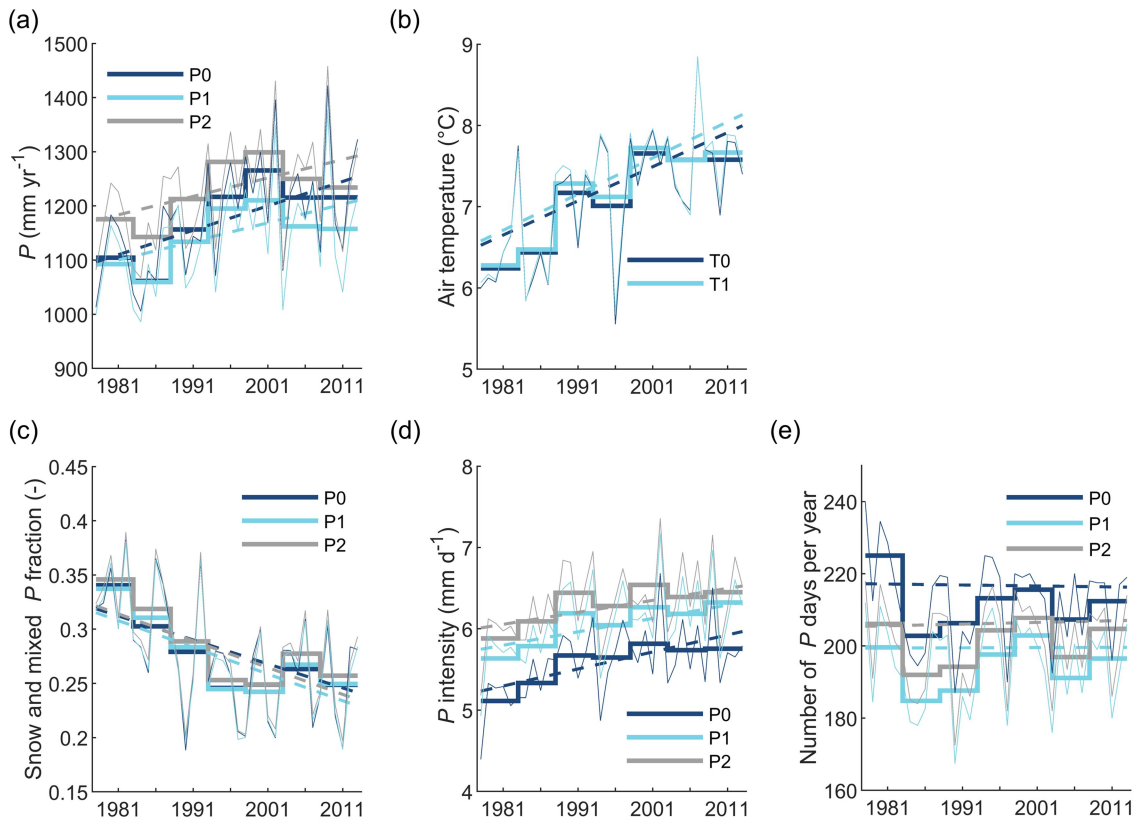 (a)
P (mm yr⁻¹)
1500
1400
1300
1200
1100
1000
900
P0
P1
P2
1981
1991
2001
2011
(b)
Air temperature (°C)
9
8
7
6
5
T0
T1
1981
1991
2001
2011
(c)
Snow and mixed P fraction (-)
0.45
0.4
0.35
0.3
0.25
0.2
0.15
P0
P1
P2
1981
1991
2001
2011
(d)
P intensity (mm d⁻¹)
8
7
6
5
4
P0
P1
P2
1981
1991
2001
2011
(e)
Number of P days per year
240
220
200
180
160
P0
P1
P2
1981
1991
2001
2011